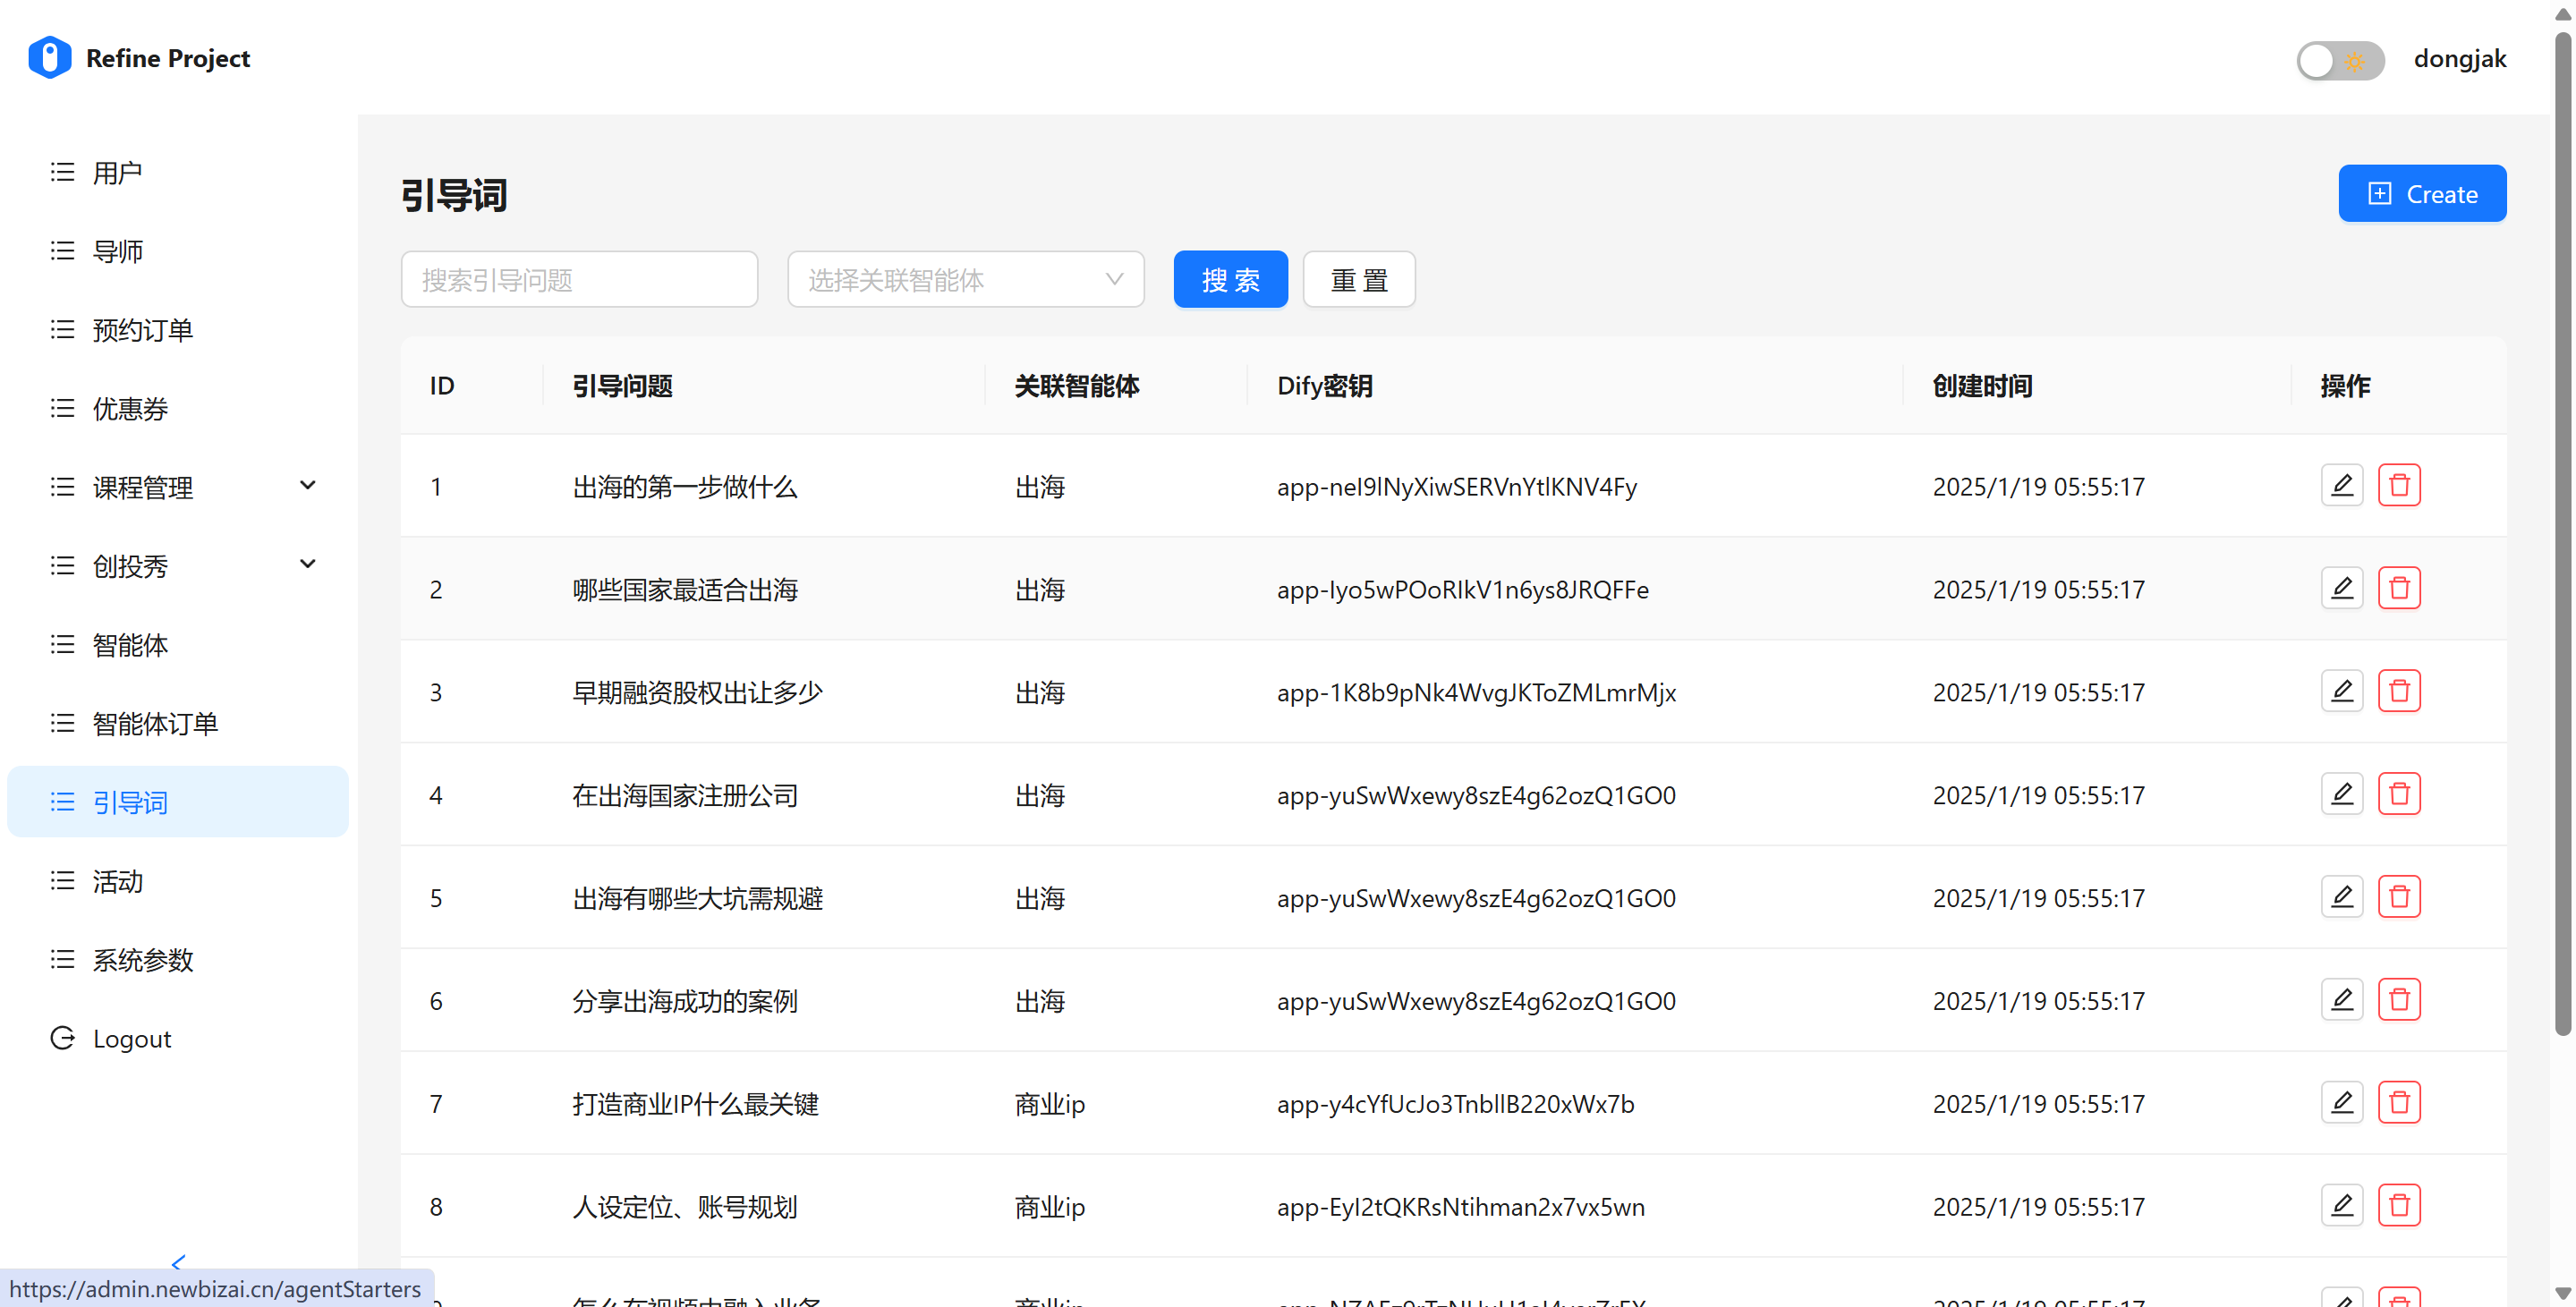 Refine Project
dongjak
用户
导师
预约订单
优惠券
课程管理
创投秀
智能体
智能体订单
引导词
活动
系统参数
Logout
引导词
Create
搜索引导问题 选择关联智能体 搜 索 重 置
ID 引导问题 关联智能体 Dify密钥 创建时间 操作
1 出海的第一步做什么 出海 app-neI9lNyXiwSERVnYtlKNV4Fy 2025/1/19 05:55:17
2 哪些国家最适合出海 出海 app-Iyo5wPOoRIkV1n6ys8JRQFFe 2025/1/19 05:55:17
3 早期融资股权出让多少 出海 app-1K8b9pNk4WvgJKToZMLmrMjx 2025/1/19 05:55:17
4 在出海国家注册公司 出海 app-yuSwWxewy8szE4g62ozQ1GO0 2025/1/19 05:55:17
5 出海有哪些大坑需规避 出海 app-yuSwWxewy8szE4g62ozQ1GO0 2025/1/19 05:55:17
6 分享出海成功的案例 出海 app-yuSwWxewy8szE4g62ozQ1GO0 2025/1/19 05:55:17
7 打造商业IP什么最关键 商业ip app-y4cYfUcJo3TnbllB220xWx7b 2025/1/19 05:55:17
8 人设定位、账号规划 商业ip app-EyI2tQKRsNtihman2x7vx5wn 2025/1/19 05:55:17
https://admin.newbizai.cn/agentStarters